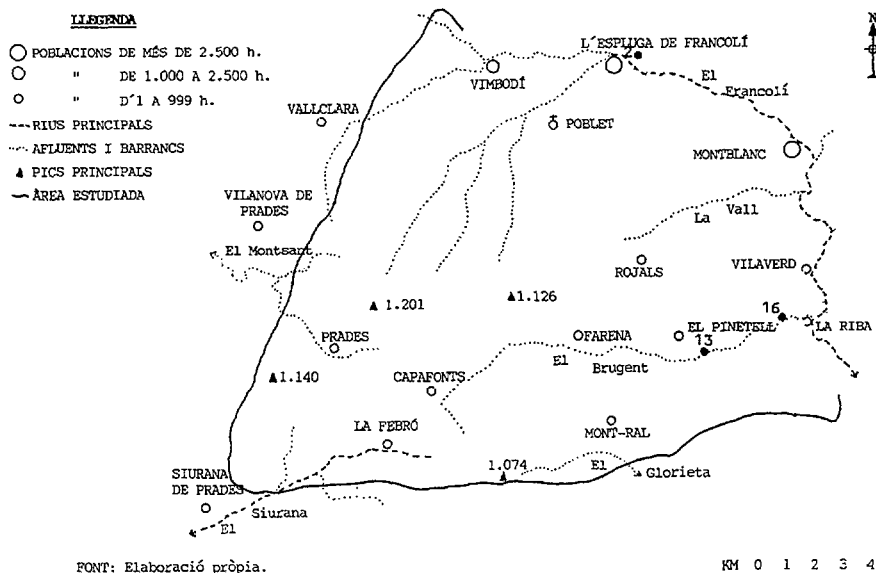 LLEGENDA
POBLACIONS DE MÉS DE 2.500 h.
" DE 1.000 A 2.500 h.
" D´1 A 999 h.
RIUS PRINCIPALS
AFLUENTS I BARRANCS
PICS PRINCIPALS
ÀREA ESTUDIADA
N
L´ESPLUGA DE FRANCOLÍ
2
VIMBODÍ
El
Francolí
VALLCLARA
POBLET
MONTBLANC
VILANOVA DE
PRADES
La Vall
El Montsant
ROJALS
VILAVERD
1.201
1.126
16
PRADES
FARENA
EL PINETELL
LA RIBA
13
El
Brugent
1.140
CAPAFONTS
LA FEBRÓ
MONT-RAL
1.074
El
Glorieta
SIURANA
DE PRADES
Siurana
El
FONT: Elaboració pròpia.
KM 0 1 2 3 4